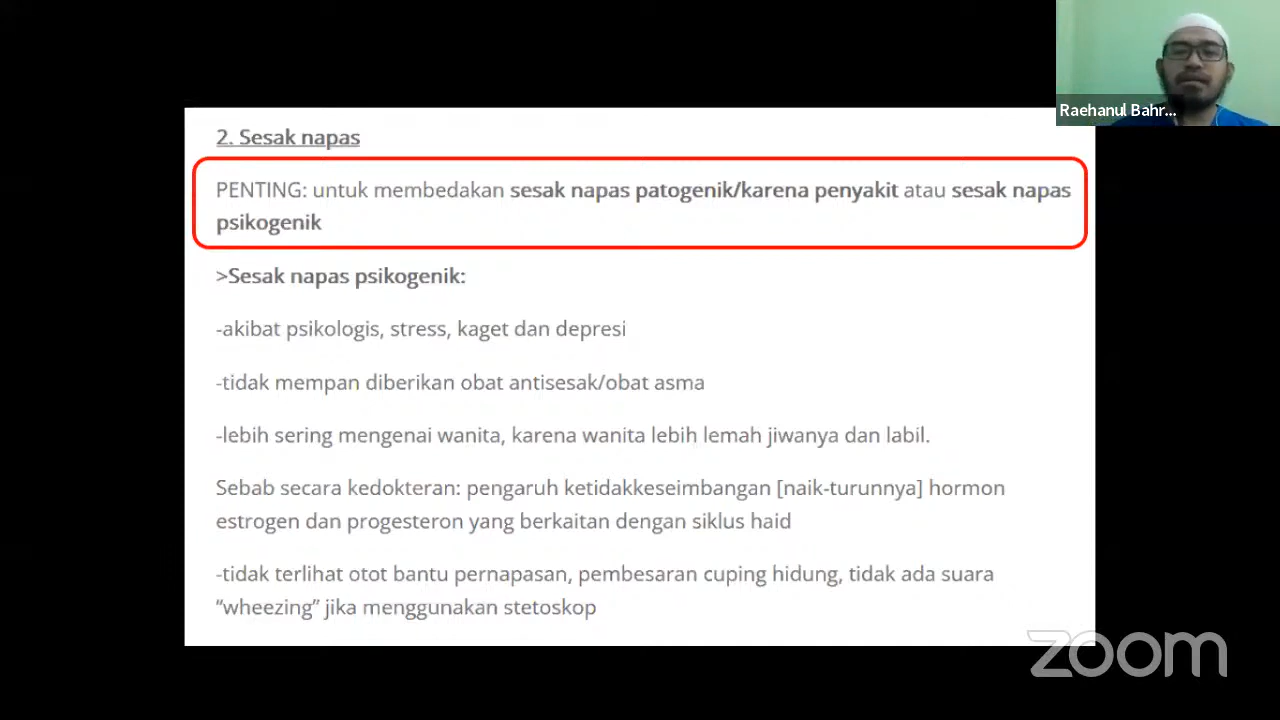 Raehanul Bahr...
2. Sesak napas
PENTING: untuk membedakan sesak napas patogenik/karena penyakit atau sesak napas
psikogenik
>Sesak napas psikogenik:
-akibat psikologis, stress, kaget dan depresi
-tidak mempan diberikan obat antisesak/obat asma
-lebih sering mengenai wanita, karena wanita lebih lemah jiwanya dan labil.
Sebab secara kedokteran: pengaruh ketidakkeseimbangan [naik-turunnya] hormon
estrogen dan progesteron yang berkaitan dengan siklus haid
-tidak terlihat otot bantu pernapasan, pembesaran cuping hidung, tidak ada suara
“wheezing” jika menggunakan stetoskop
zoom